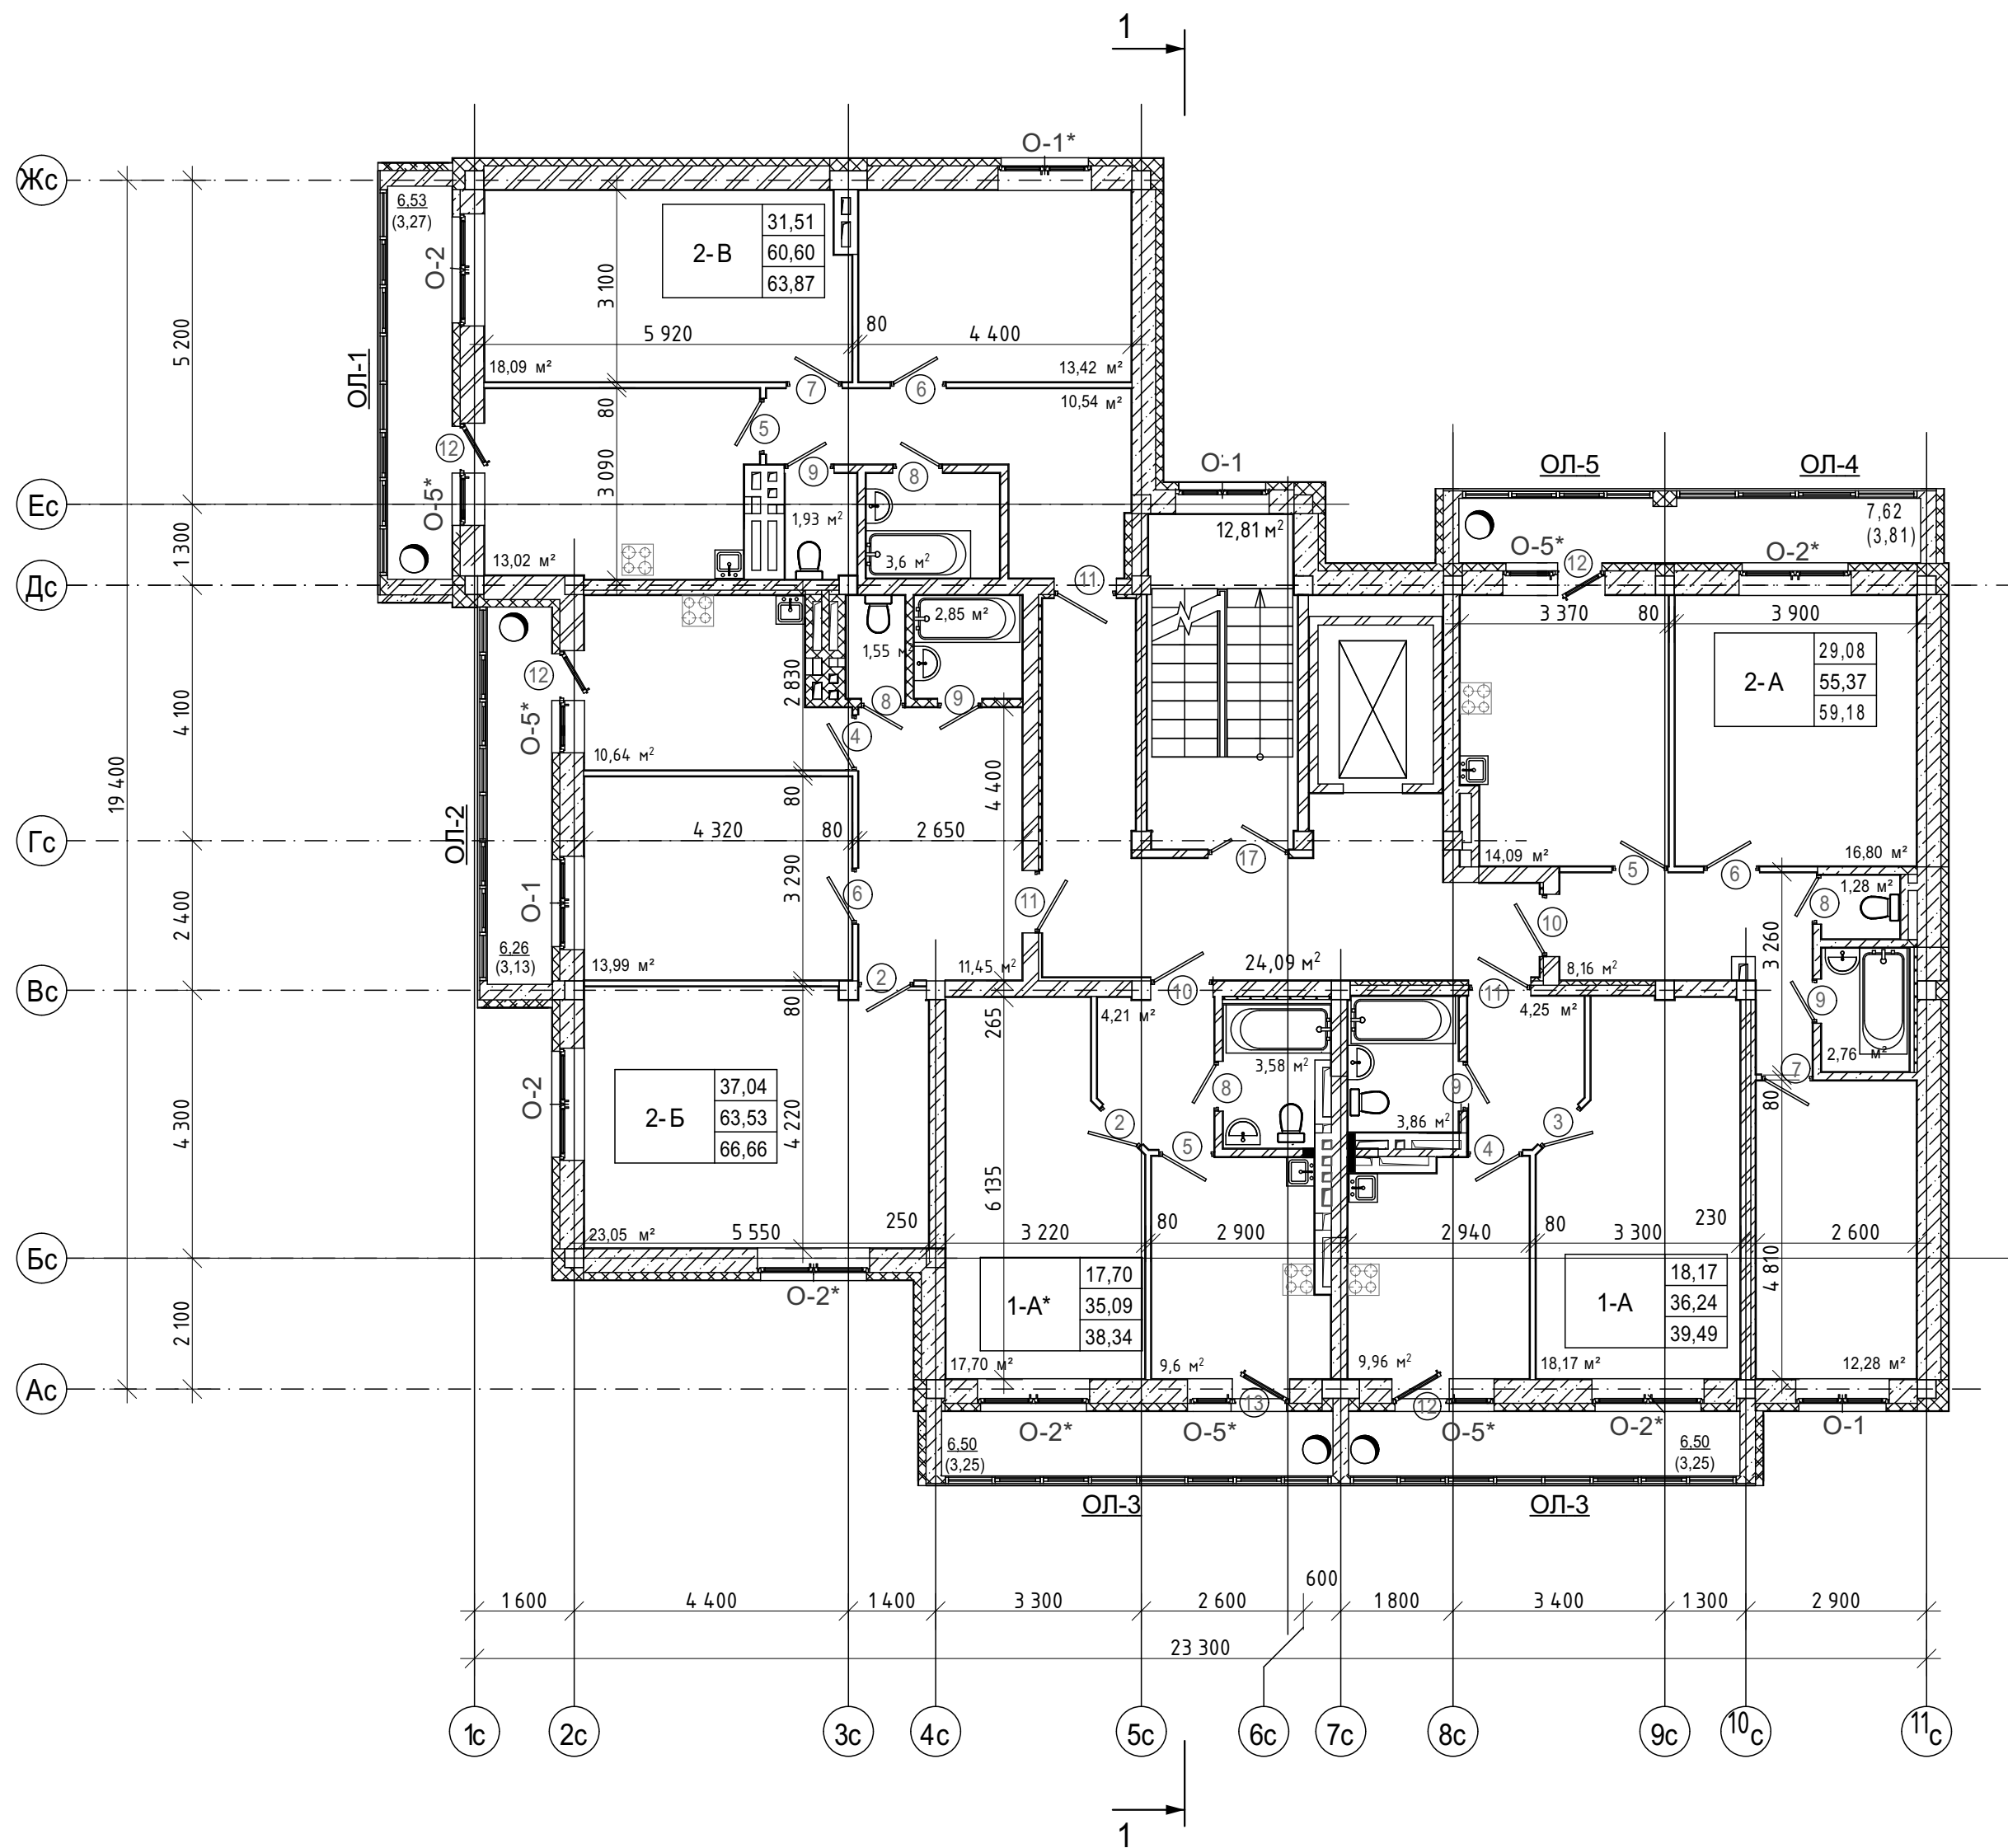 1
О-1*
Жс
6,53
(3,27)
2-В
31,51
60,60
63,87
О-2
3 100
5 200
5 920
80
4 400
ОЛ-1
18,09 м²
13,42 м²
7
6
10,54 м²
80
5
12
9
8
О-1
ОЛ-5
ОЛ-4
3 090
О-5*
Ес
1,93 м²
12,81 м²
7,62
(3,81)
1 300
13,02 м²
3,6 м²
О-5*
12
О-2*
Дс
11
2,85 м²
3 370
80
3 900
1,55 м
12
2 830
2-А
29,08
55,37
59,18
8
9
4 100
О-5*
4
10,64 м²
19 400
80
4 400
ОЛ-2
4 320
80
2 650
Гс
17
14,09 м²
5
6
16,80 м²
3 290
6
1,28 м²
О-1
11
8
2 400
10
3 260
6,26
(3,13)
13,99 м²
2
11,45 м²
24,09 м²
8,16 м²
Вс
10
11
9
80
265
4,21 м²
4,25 м²
2,76 м²
3,58 м²
7
2-Б
37,04
63,53
66,66
О-2
8
9
80
4 300
4 220
3,86 м²
2
5
4
3
6 135
23,05 м²
5 550
250
3 220
80
2 900
2 940
80
3 300
230
2 600
Бс
4 810
О-2*
1-А*
17,70
35,09
38,34
1-А
18,17
36,24
39,49
2 100
17,70 м²
9,6 м²
9,96 м²
18,17 м²
12,28 м²
Ас
13
12
О-2*
О-5*
О-5*
О-2*
О-1
6,50
(3,25)
6,50
(3,25)
ОЛ-3
ОЛ-3
600
1 600
4 400
1 400
3 300
2 600
1 800
3 400
1 300
2 900
23 300
1с
2с
3с
4с
5с
6с
7с
8с
9с
10с
11с
1